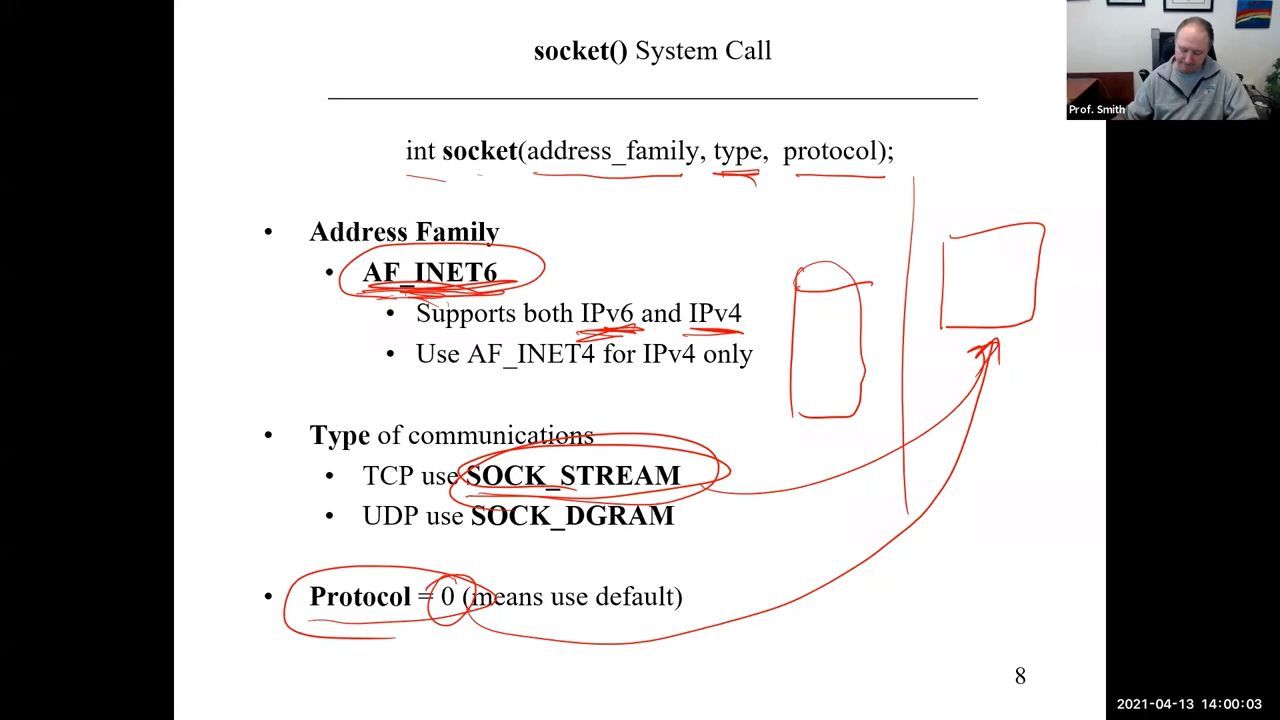 socket() System Call
Prof. Smith
int socket(address_family, type, protocol);
• Address Family
• AF_INET6
• Supports both IPv6 and IPv4
• Use AF_INET4 for IPv4 only
• Type of communications
• TCP use SOCK_STREAM
• UDP use SOCK_DGRAM
• Protocol = 0 (means use default)
8
2021-04-13 14:00:03